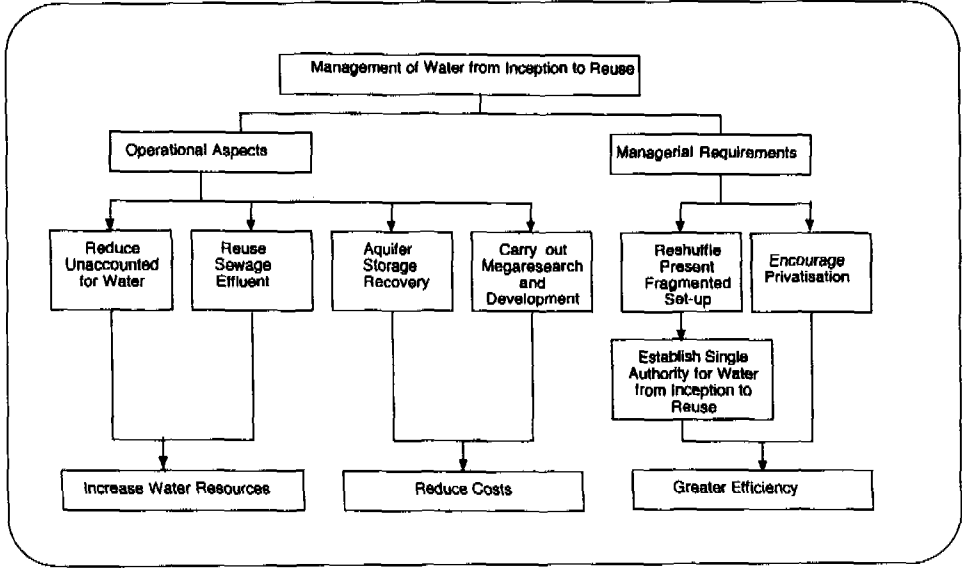 Management of Water from Inception to Reuse
Operational Aspects
Managerial Requirements
Reduce
Unaccounted
for Water
Reuse
Sewage
Effluent
Aquifer
Storage
Recovery
Carry out
Megaresearch
and
Development
Reshuffle
Present
Fragmented
Set-up
Encourage
Privatisation
Establish Single
Authority for Water
from Inception to
Reuse
Increase Water Resources
Reduce Costs
Greater Efficiency